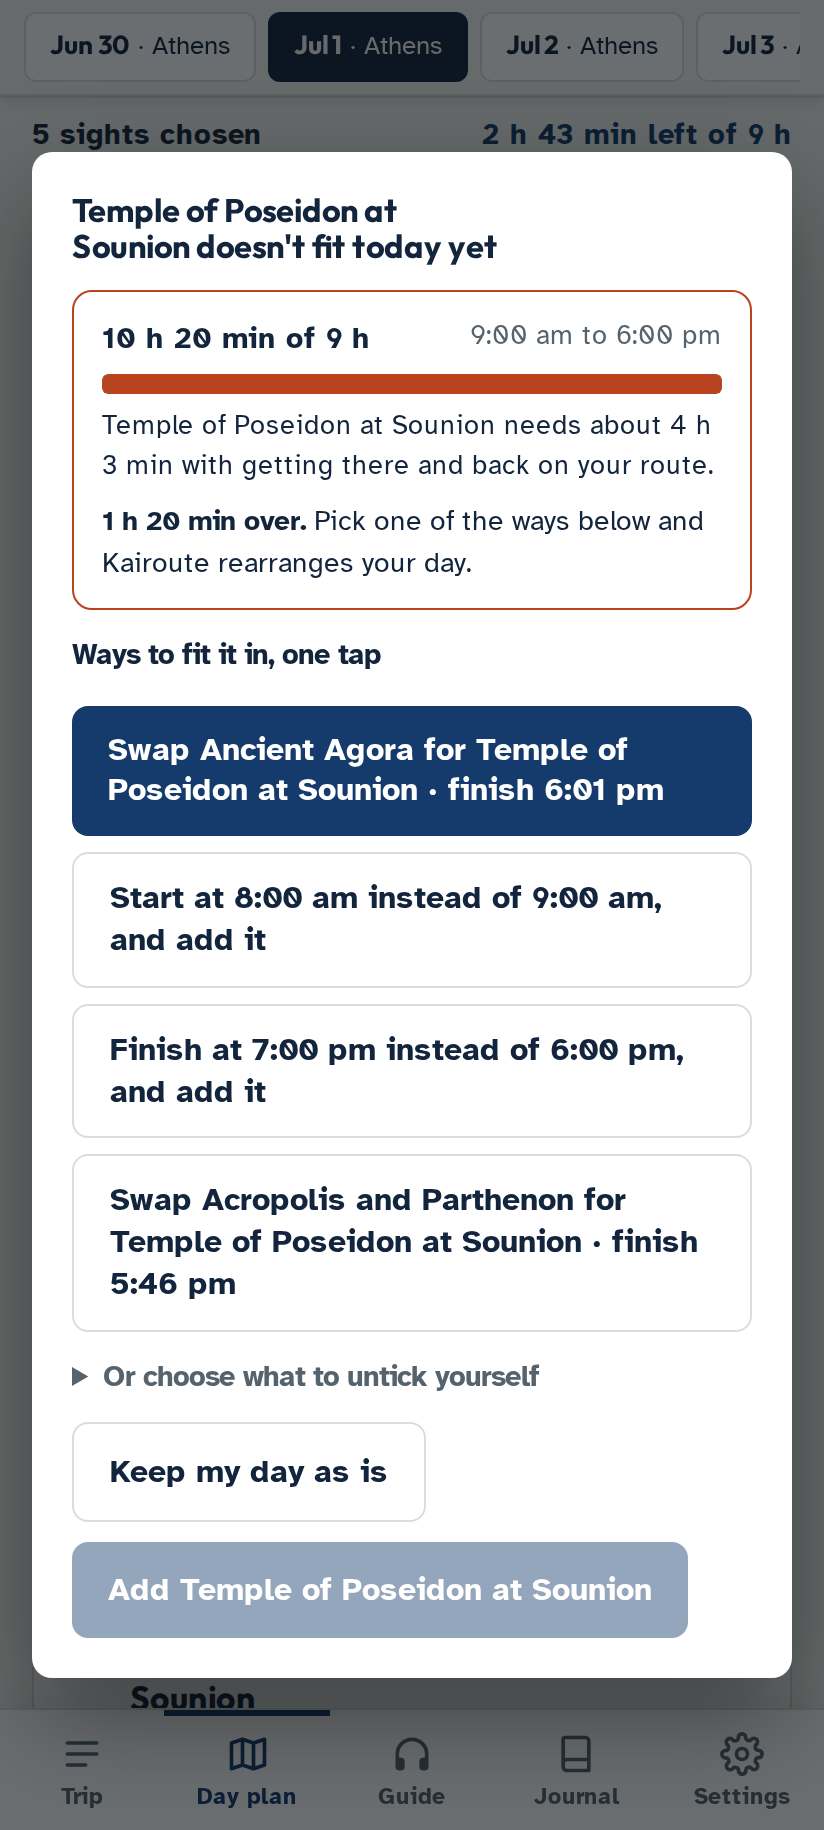 Jun 30 · Athens
Jul 1 · Athens
Jul 2 · Athens
Jul 3 ·
5 sights chosen
2 h 43 min left of 9 h
Temple of Poseidon at
Sounion doesn't fit today yet
10 h 20 min of 9 h
9:00 am to 6:00 pm
Temple of Poseidon at Sounion needs about 4 h
3 min with getting there and back on your route.
1 h 20 min over. Pick one of the ways below and
Kairoute rearranges your day.
Ways to fit it in, one tap
Swap Ancient Agora for Temple of
Poseidon at Sounion · finish 6:01 pm
Start at 8:00 am instead of 9:00 am,
and add it
Finish at 7:00 pm instead of 6:00 pm,
and add it
Swap Acropolis and Parthenon for
Temple of Poseidon at Sounion · finish
5:46 pm
Or choose what to untick yourself
Keep my day as is
Add Temple of Poseidon at Sounion
Sounion
Trip
Day plan
Guide
Journal
Settings